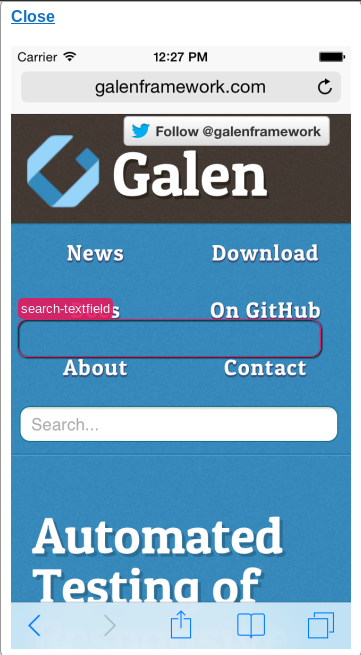 Close
Carrier 12:27 PM
galenframework.com
Follow @galenframework
Galen
News Download
search-textfield
On GitHub
About Contact
Search...
Automated
Testing of